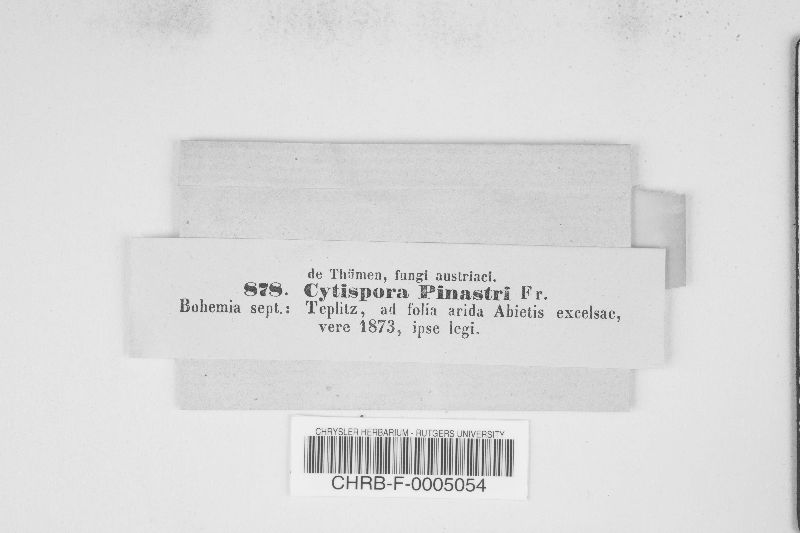 de Thümen, fungi austriaci.
878. Cytispora Pinastri Fr.
Bohemia sept.: Teplitz, ad folia arida Abietis excelsae,
vere 1873, ipse legi.
CHRYSLER HERBARIUM - RUTGERS UNIVERSITY
CHRB-F-0005054